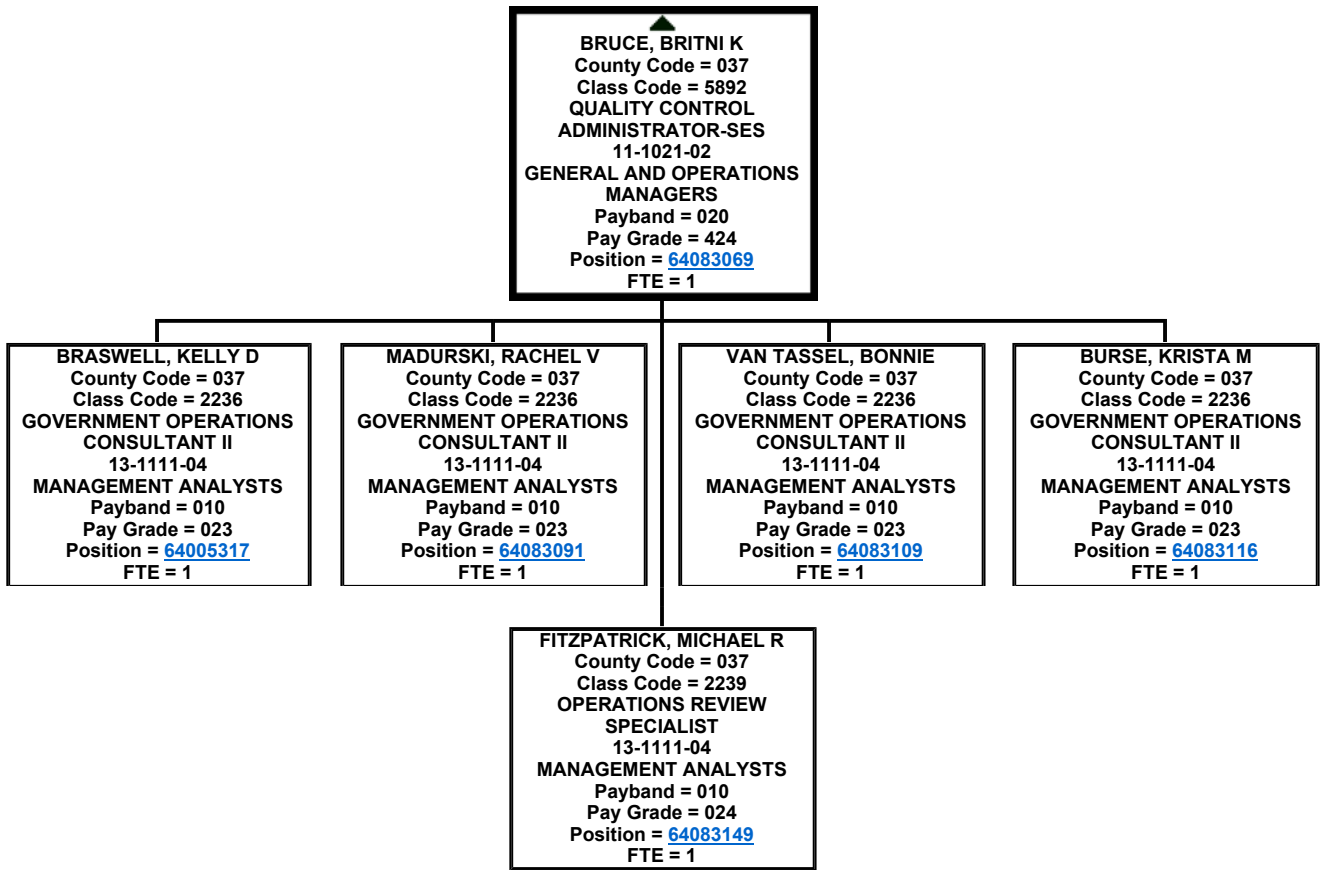 BRUCE, BRITNI K
County Code = 037
Class Code = 5892
QUALITY CONTROL
ADMINISTRATOR-SES
11-1021-02
GENERAL AND OPERATIONS
MANAGERS
Payband = 020
Pay Grade = 424
Position = 64083069
FTE = 1
BRASWELL, KELLY D
County Code = 037
Class Code = 2236
GOVERNMENT OPERATIONS
CONSULTANT II
13-1111-04
MANAGEMENT ANALYSTS
Payband = 010
Pay Grade = 023
Position = 64005317
FTE = 1
MADURSKI, RACHEL V
County Code = 037
Class Code = 2236
GOVERNMENT OPERATIONS
CONSULTANT II
13-1111-04
MANAGEMENT ANALYSTS
Payband = 010
Pay Grade = 023
Position = 64083091
FTE = 1
VAN TASSEL, BONNIE
County Code = 037
Class Code = 2236
GOVERNMENT OPERATIONS
CONSULTANT II
13-1111-04
MANAGEMENT ANALYSTS
Payband = 010
Pay Grade = 023
Position = 64083109
FTE = 1
BURSE, KRISTA M
County Code = 037
Class Code = 2236
GOVERNMENT OPERATIONS
CONSULTANT II
13-1111-04
MANAGEMENT ANALYSTS
Payband = 010
Pay Grade = 023
Position = 64083116
FTE = 1
FITZPATRICK, MICHAEL R
County Code = 037
Class Code = 2239
OPERATIONS REVIEW
SPECIALIST
13-1111-04
MANAGEMENT ANALYSTS
Payband = 010
Pay Grade = 024
Position = 64083149
FTE = 1